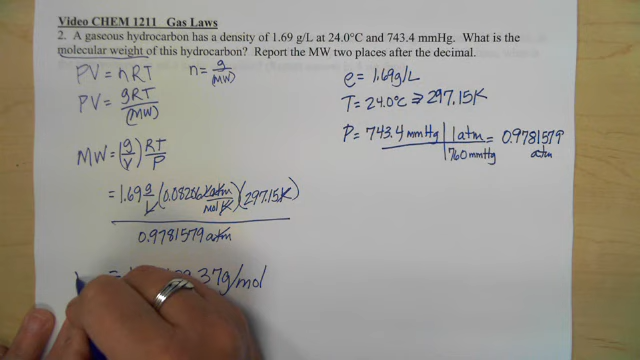 Video CHEM 1211 Gas Laws
2. A gaseous hydrocarbon has a density of 1.69 g/L at 24.0°C and 743.4 mmHg. What is the
molecular weight of this hydrocarbon? Report the MW two places after the decimal.
PV = nRT n = g/(MW)
PV = gRT/(MW)
MW = (g/V) RT/P
= 1.69 g/L (0.08206 L·atm/mol·K)(297.15K)
0.9781579 atm
37 g/mol
ρ = 1.69 g/L
T = 24.0°C ⇒ 297.15K
P = 743.4 mmHg | 1 atm = 0.9781579
760 mmHg atm